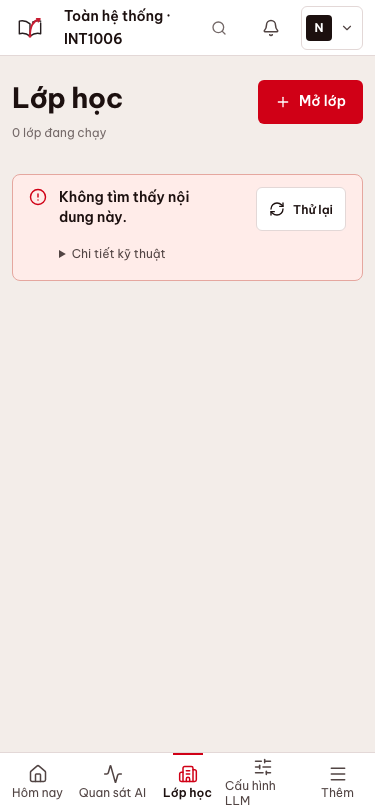 Toàn hệ thống ·
INT1006
N
Lớp học
Mở lớp
0 lớp đang chạy
Không tìm thấy nội
dung này.
Thử lại
Chi tiết kỹ thuật
Hôm nay
Quan sát AI
Lớp học
Cấu hình
LLM
Thêm